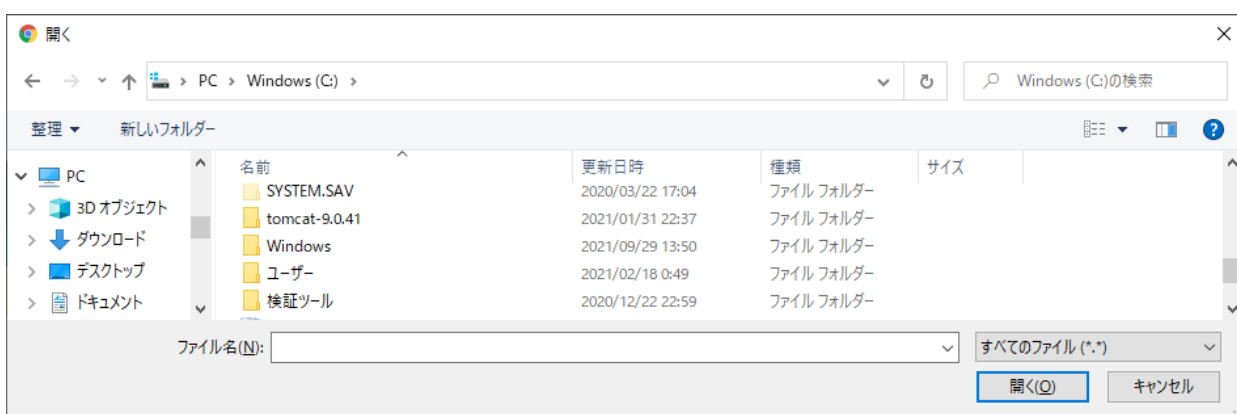 開く
PC > Windows (C:) >
Windows (C:)の検索
整理
新しいフォルダー
PC
3D オブジェクト
ダウンロード
デスクトップ
ドキュメント
名前 更新日時 種類 サイズ
SYSTEM.SAV 2020/03/22 17:04 ファイル フォルダー
tomcat-9.0.41 2021/01/31 22:37 ファイル フォルダー
Windows 2021/09/29 13:50 ファイル フォルダー
ユーザー 2021/02/18 0:49 ファイル フォルダー
検証ツール 2020/12/22 22:59 ファイル フォルダー
ファイル名(N):
すべてのファイル (*.*)
開く(O)
キャンセル